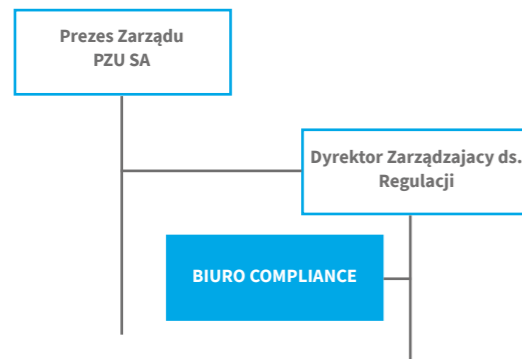 Prezes Zarządu
PZU SA
Dyrektor Zarządzajacy ds.
Regulacji
BIURO COMPLIANCE